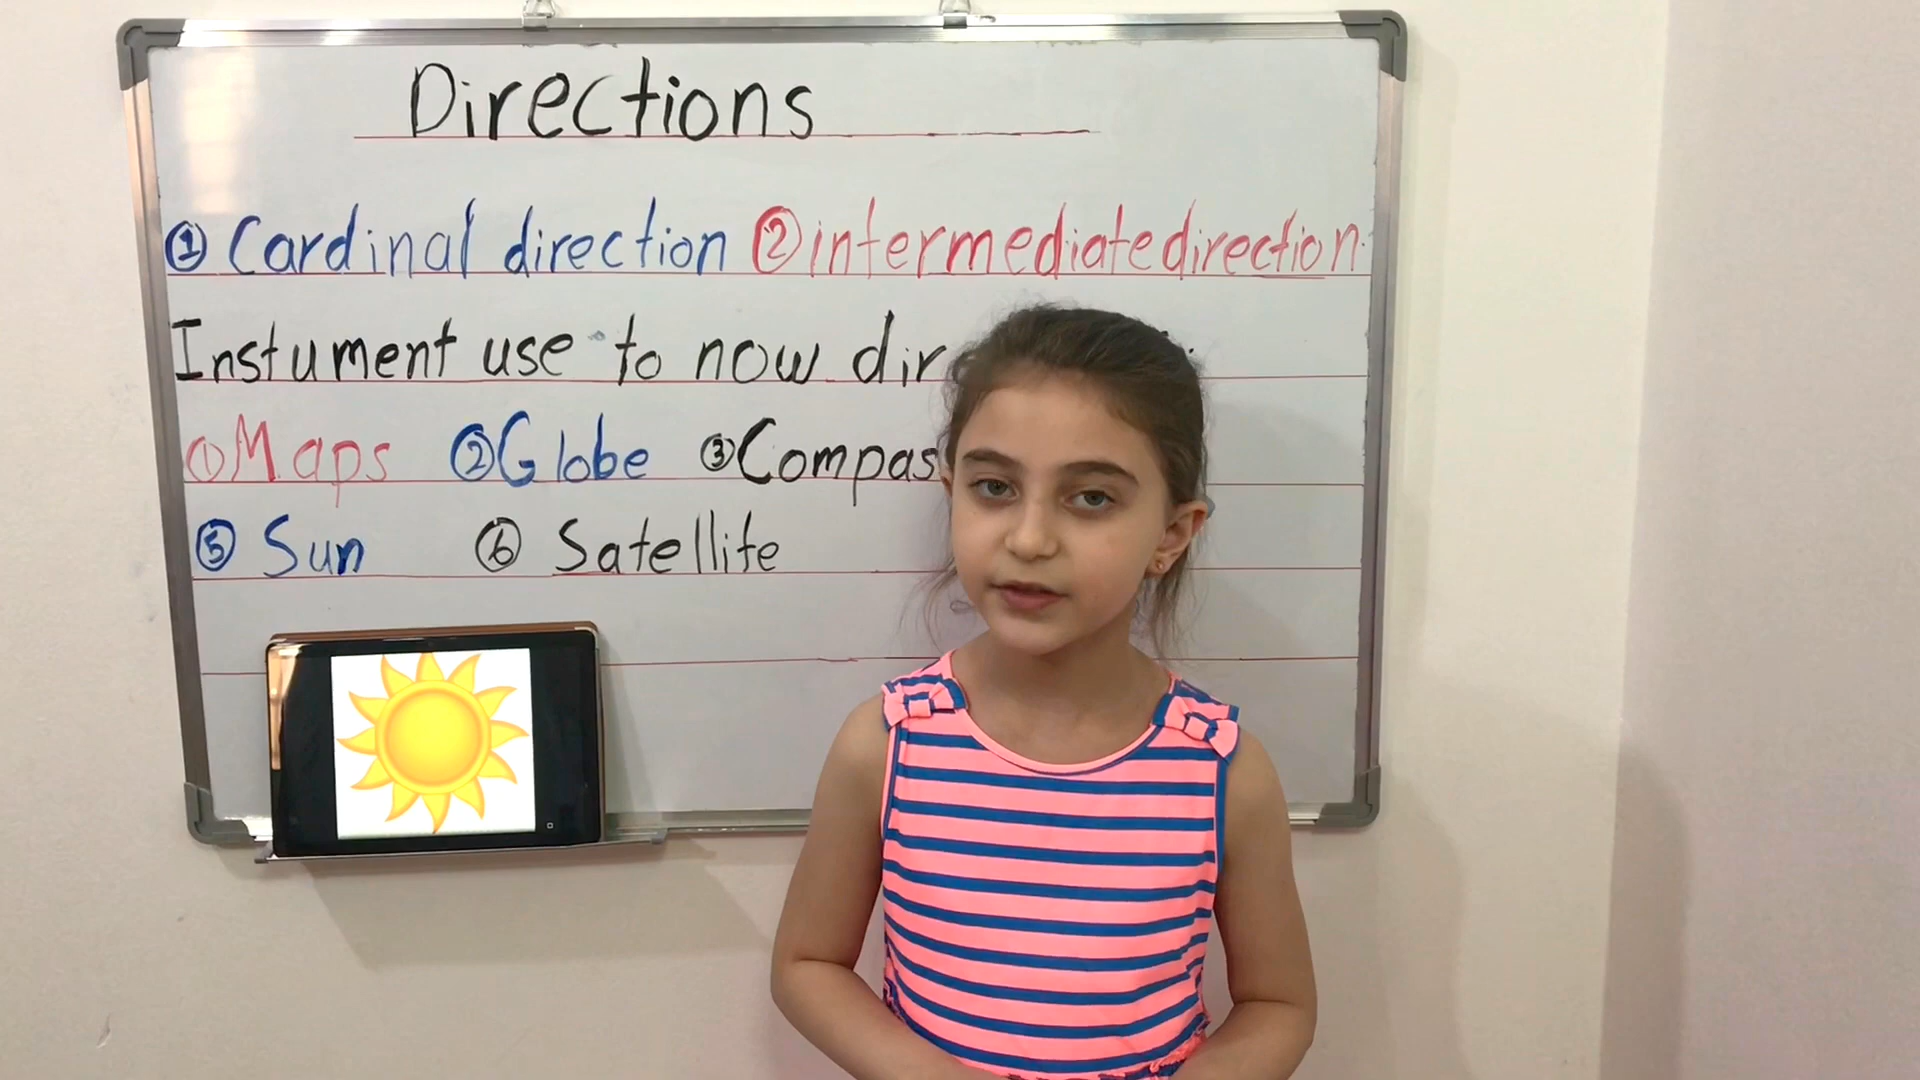 Directions
① Cardinal direction ② intermediate direction
Instument use to now dir
① Maps ② Globe ③ Compas
⑤ Sun ⑥ Satellite